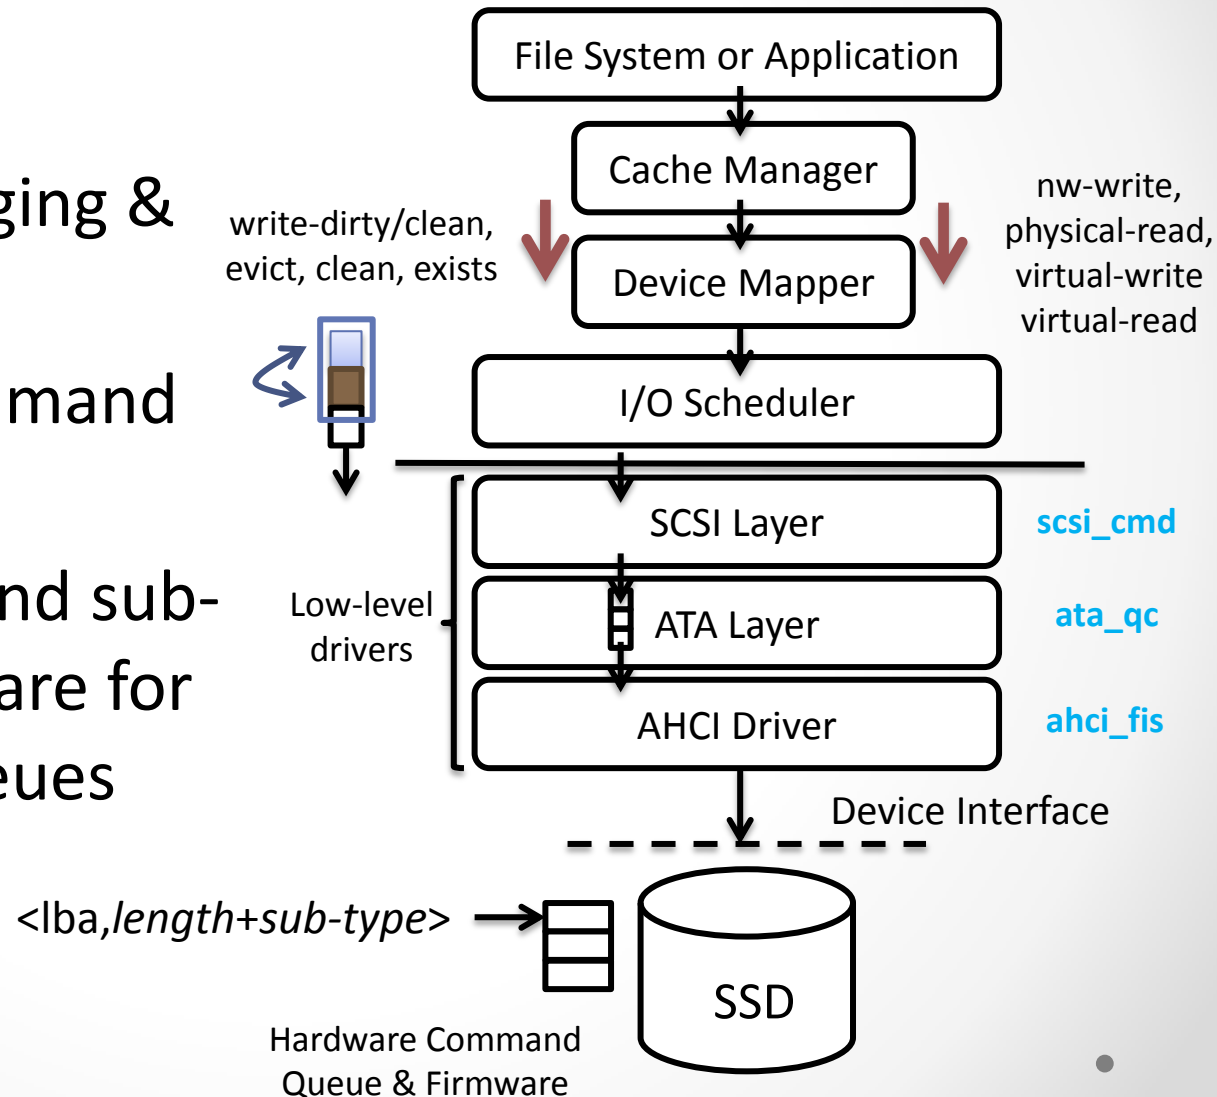 File System or Application
Cache Manager
ging &
write-dirty/clean,
evict, clean, exists
nw-write,
physical-read,
virtual-write
virtual-read
Device Mapper
mand
I/O Scheduler
SCSI Layer
scsi_cmd
nd sub-
Low-level
drivers
ATA Layer
ata_qc
are for
AHCI Driver
ahci_fis
eues
Device Interface
<lba,length+sub-type>
SSD
Hardware Command
Queue & Firmware